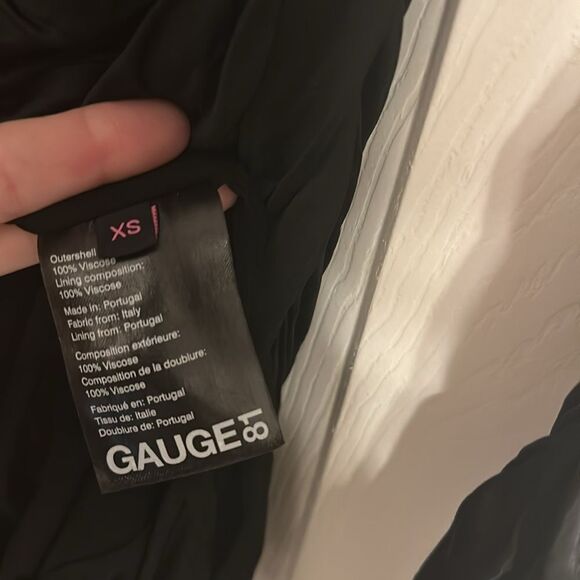 XS
Outershell
100% Viscose
Lining composition:
100% Viscose
Made in: Portugal
Fabric from: Italy
Lining from: Portugal
Composition extérieure:
100% Viscose
Composition de la doublure:
100% Viscose
Fabriqué en: Portugal
Tissu de: Italie
Doublure de: Portugal
GAUGE81